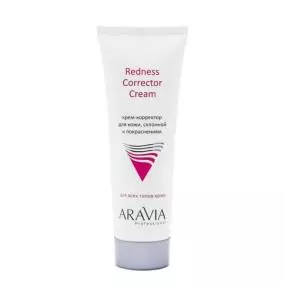 Redness
Corrector
Cream
крем-корректор
для кожи, склонной
к покраснениям
для всех типов кожи
ARAVIA
Professional